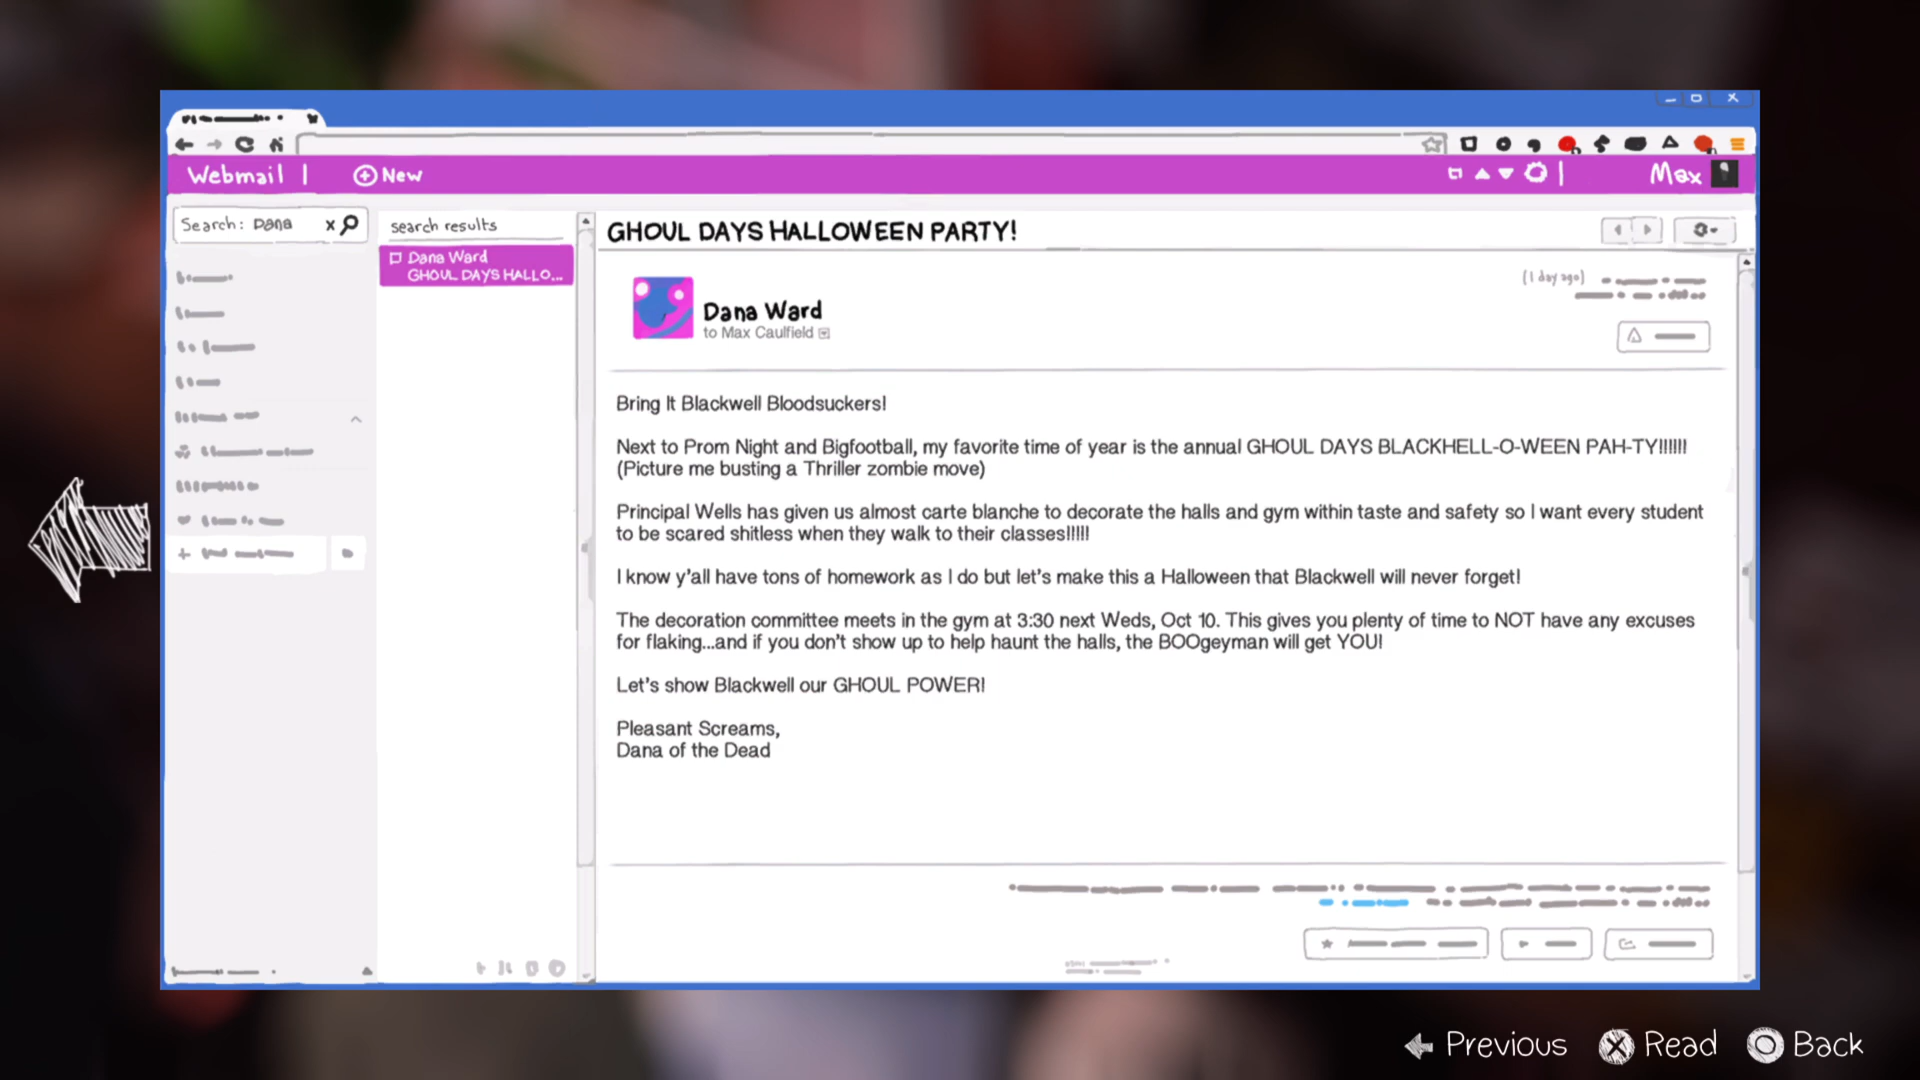 Webmail | New
Max
Search: Dana x
search results
Dana Ward
GHOUL DAYS HALLO...
GHOUL DAYS HALLOWEEN PARTY!
(1 day ago)
Dana Ward
to Max Caulfield
Bring It Blackwell Bloodsuckers!
Next to Prom Night and Bigfootball, my favorite time of year is the annual GHOUL DAYS BLACKHELL-O-WEEN PAH-TY!!!!!!
(Picture me busting a Thriller zombie move)
Principal Wells has given us almost carte blanche to decorate the halls and gym within taste and safety so I want every student
to be scared shitless when they walk to their classes!!!!!
I know y'all have tons of homework as I do but let's make this a Halloween that Blackwell will never forget!
The decoration committee meets in the gym at 3:30 next Weds, Oct 10. This gives you plenty of time to NOT have any excuses
for flaking...and if you don't show up to help haunt the halls, the BOOgeyman will get YOU!
Let's show Blackwell our GHOUL POWER!
Pleasant Screams,
Dana of the Dead
Previous
Read
Back